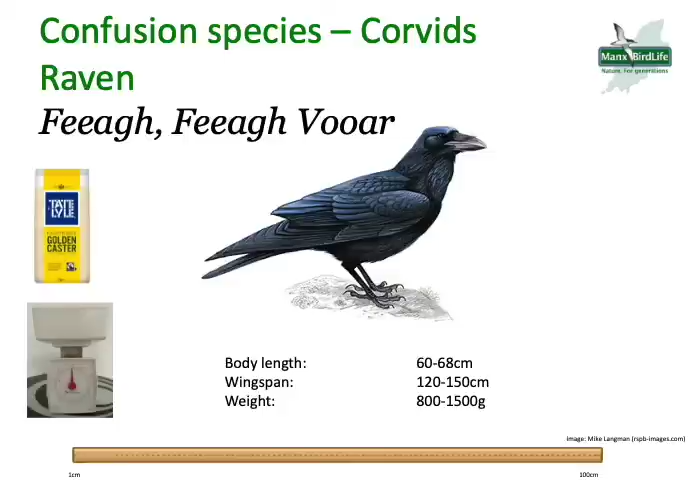 Confusion species – Corvids
Raven
Feeagh, Feeagh Vooar
Manx BirdLife
Nature. For generations
TATE
LYLE
GOLDEN
CASTER
Body length: 60-68cm
Wingspan: 120-150cm
Weight: 800-1500g
Image: Mike Langman (rspb-images.com)
1cm 100cm